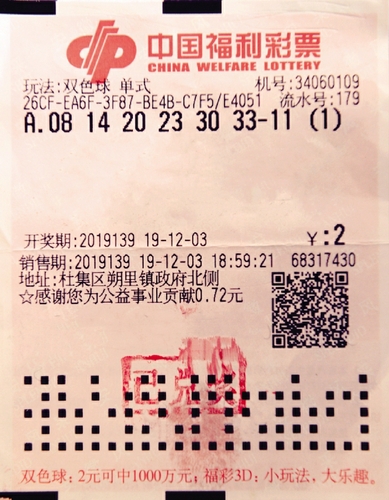 中国福利彩票
CHINA WELFARE LOTTERY
玩法:双色球 单式 机号:34060109
26CF-EA6F-3F87-BE4B-C7F5/E4051 流水号:179
A.08 14 20 23 30 33-11 (1)
开奖期:2019139 19-12-03 ￥:2
销售期:2019139 19-12-03 18:59:21 68317430
地址:杜集区朔里镇政府北侧
☆感谢您为公益事业贡献0.72元
已兑奖
双色球:2元可中1000万元;福彩3D:小玩法,大乐趣。